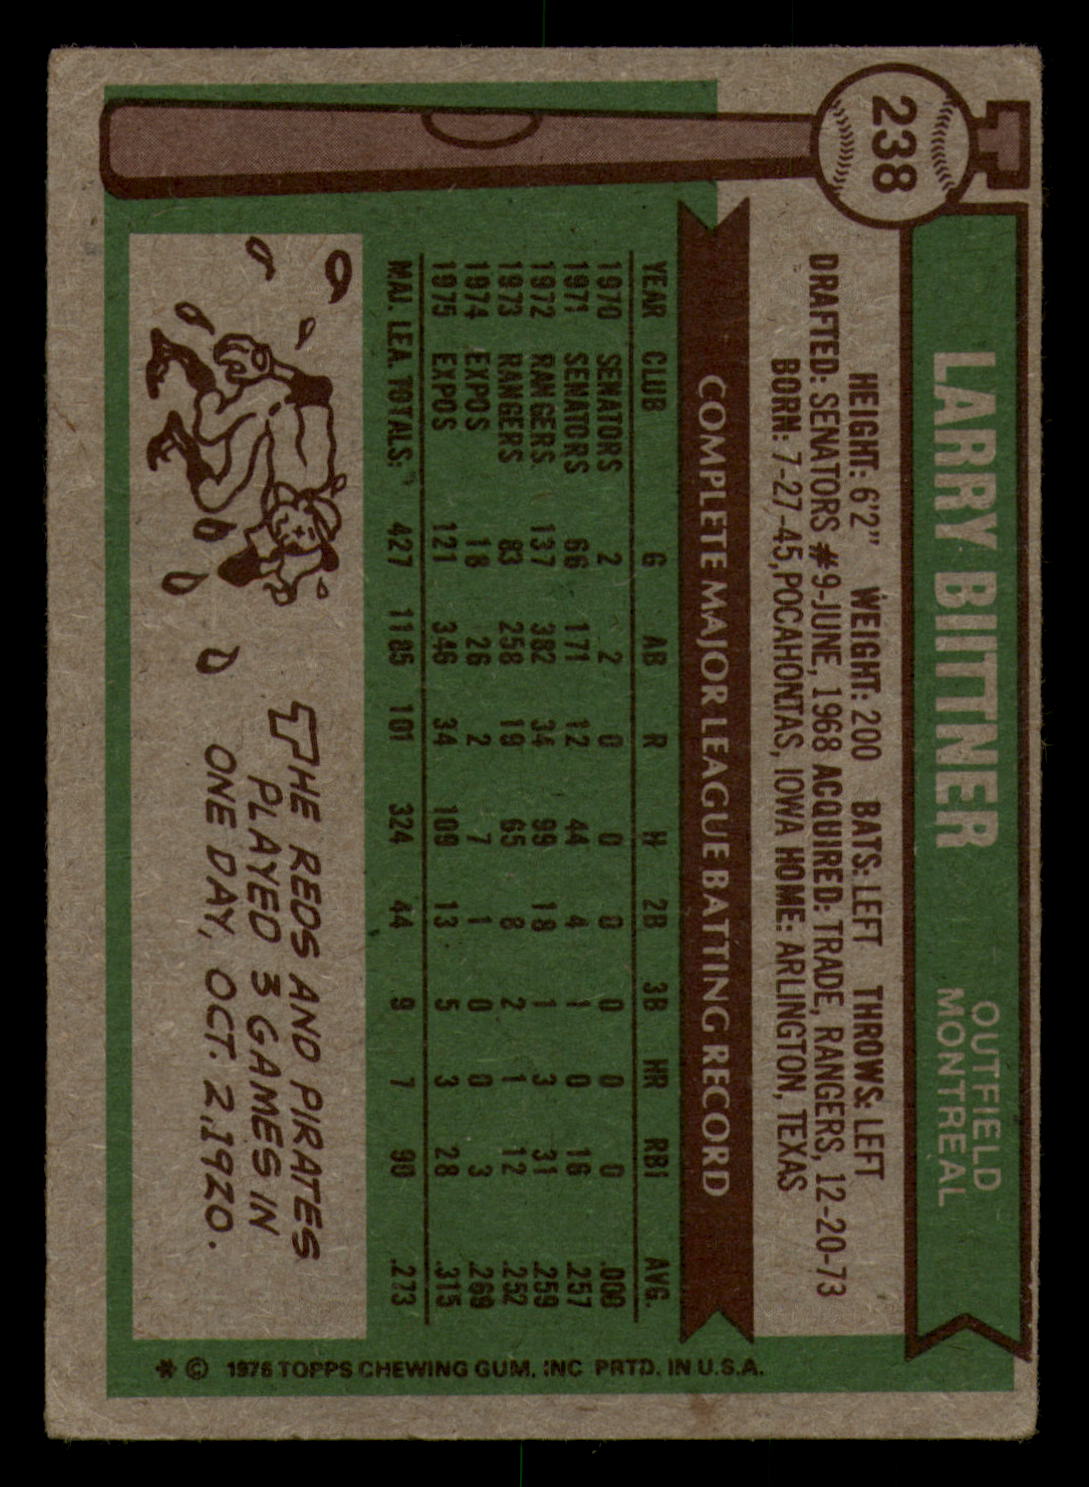 238
LARRY BIITTNER
OUTFIELD
MONTREAL
HEIGHT: 6'2" WEIGHT: 200 BATS: LEFT THROWS: LEFT
DRAFTED: SENATORS #9-JUNE, 1968 ACQUIRED: TRADE, RANGERS, 12-20-73
BORN: 7-27-45, POCAHONTAS, IOWA HOME: ARLINGTON, TEXAS
COMPLETE MAJOR LEAGUE BATTING RECORD
YEAR CLUB G AB R H 2B 3B HR RBI AVG.
1970 SENATORS 2 2 0 0 0 0 0 0 .000
1971 SENATORS 66 171 12 44 4 1 0 16 .257
1972 RANGERS 137 382 34 99 18 1 3 31 .259
1973 RANGERS 83 258 19 65 8 2 1 12 .252
1974 EXPOS 18 26 2 7 1 0 0 3 .269
1975 EXPOS 121 346 34 109 13 5 3 28 .315
MAJ. LEA. TOTALS: 427 1185 101 324 44 9 7 90 .273
THE REDS AND PIRATES
PLAYED 3 GAMES IN
ONE DAY, OCT. 2, 1920.
* © 1976 TOPPS CHEWING GUM, INC PRTD. IN U.S.A.